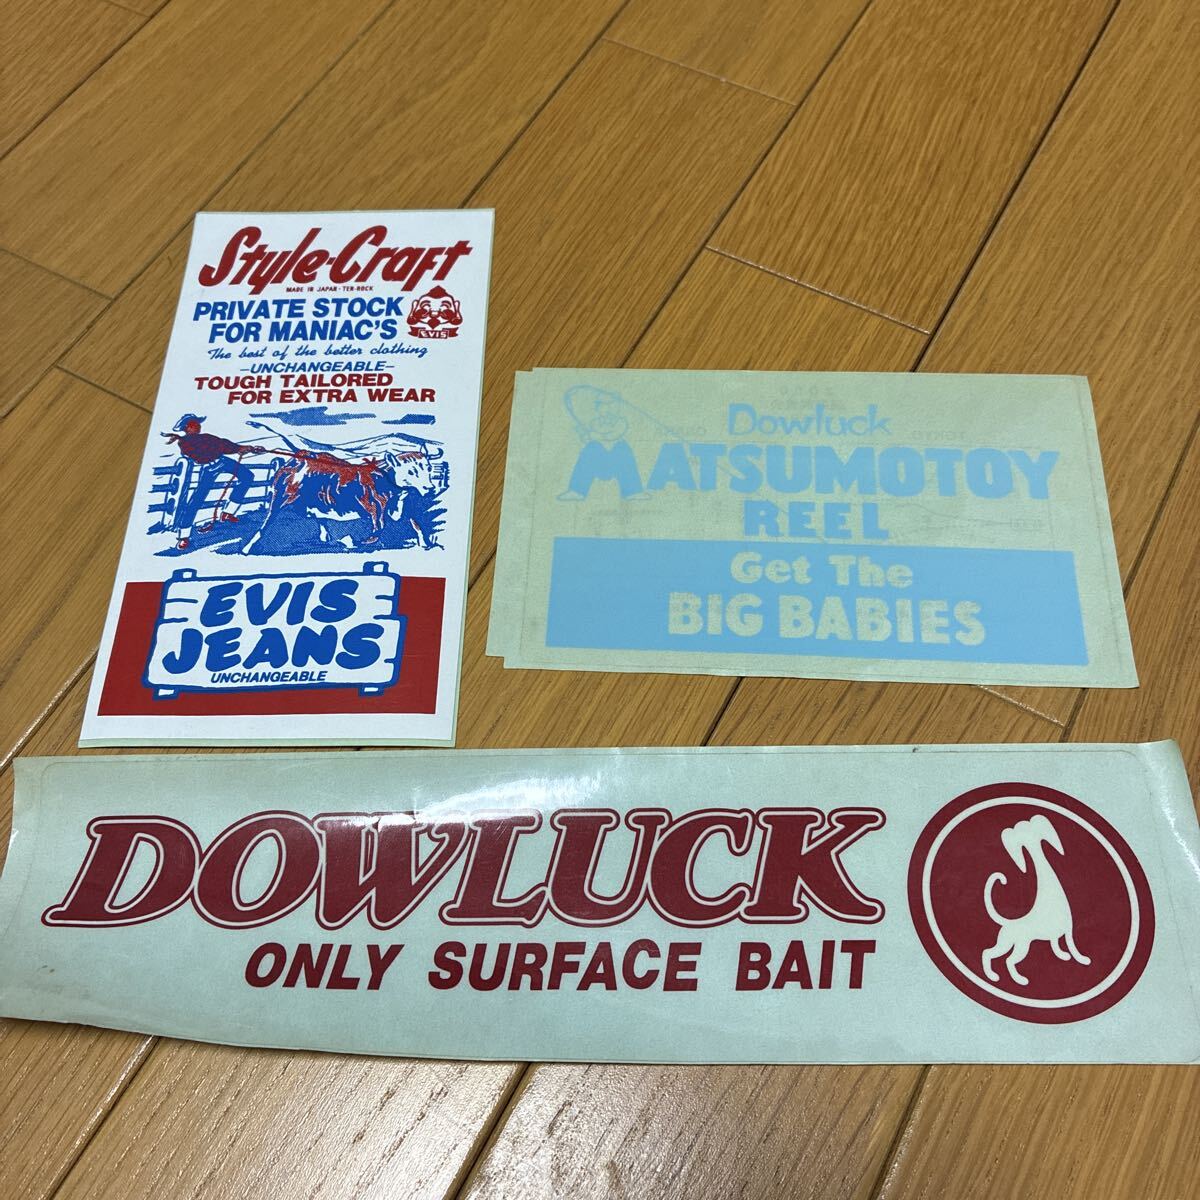 Style-Craft
MADE IN JAPAN · TER-ROCK
PRIVATE STOCK
FOR MANIAC'S
EVIS
The best of the better clothing
-UNCHANGEABLE-
TOUGH TAILORED
FOR EXTRA WEAR
EVIS
JEANS
UNCHANGEABLE
Dowluck
MATSUMOTOY
REEL
Get The
BIG BABIES
DOWLUCK
ONLY SURFACE BAIT